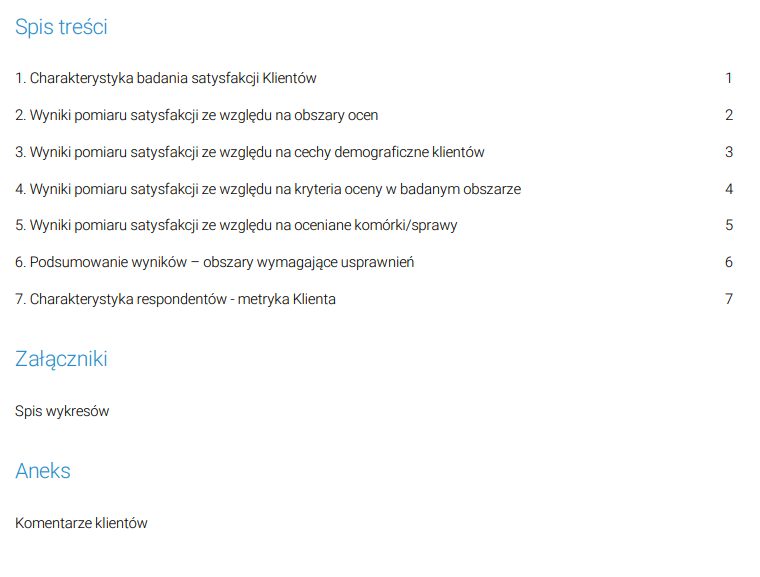 Spis treści
1. Charakterystyka badania satysfakcji Klientów 1
2. Wyniki pomiaru satysfakcji ze względu na obszary ocen 2
3. Wyniki pomiaru satysfakcji ze względu na cechy demograficzne klientów 3
4. Wyniki pomiaru satysfakcji ze względu na kryteria oceny w badanym obszarze 4
5. Wyniki pomiaru satysfakcji ze względu na oceniane komórki/sprawy 5
6. Podsumowanie wyników – obszary wymagające usprawnień 6
7. Charakterystyka respondentów - metryka Klienta 7
Załączniki
Spis wykresów
Aneks
Komentarze klientów